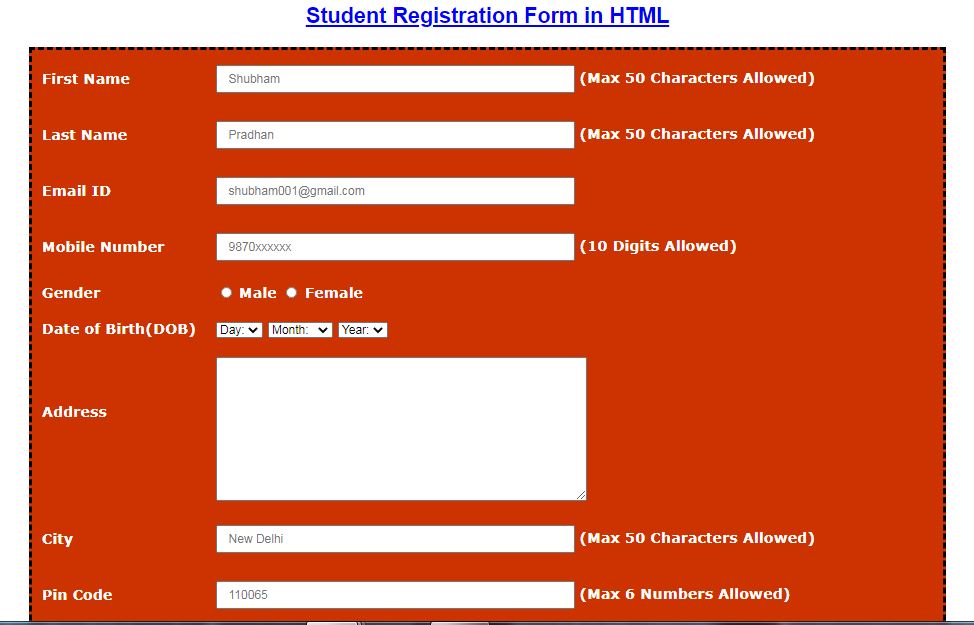 Student Registration Form in HTML
First Name Shubham (Max 50 Characters Allowed)
Last Name Pradhan (Max 50 Characters Allowed)
Email ID shubham001@gmail.com
Mobile Number 9870xxxxxx (10 Digits Allowed)
Gender Male Female
Date of Birth(DOB) Day: Month: Year:
Address
City New Delhi (Max 50 Characters Allowed)
Pin Code 110065 (Max 6 Numbers Allowed)